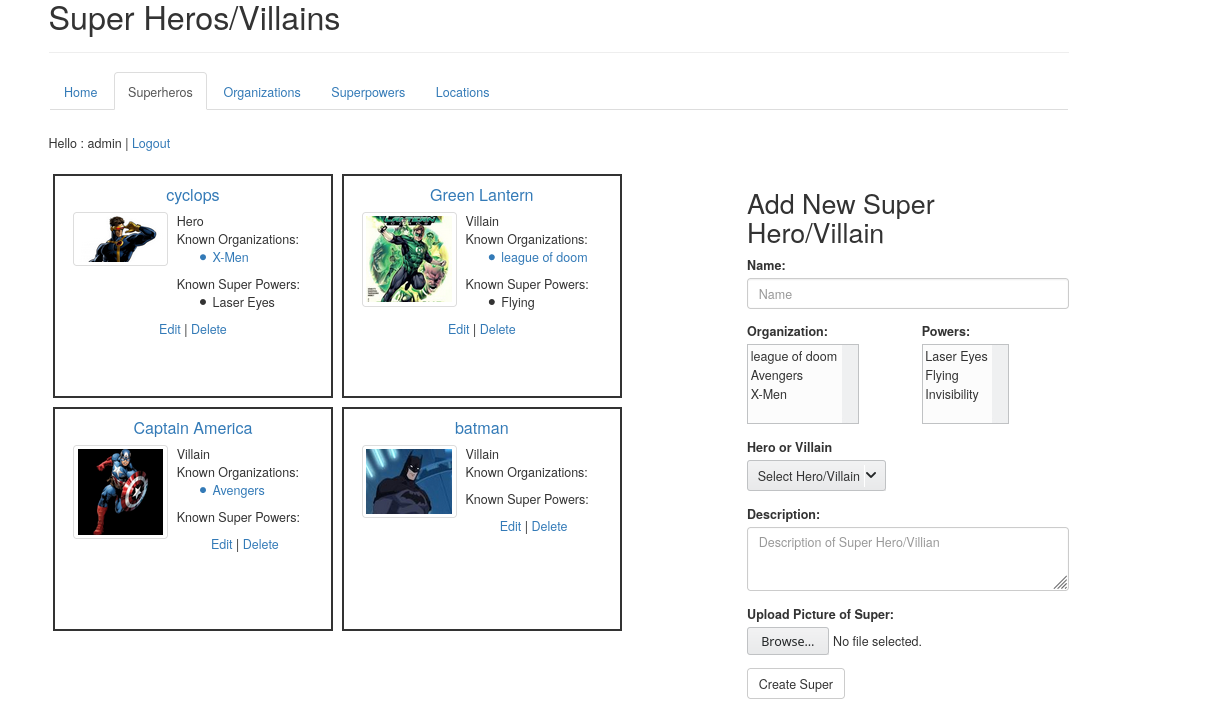 Super Heros/Villains
Home Superheros Organizations Superpowers Locations
Hello : admin | Logout
cyclops
Hero
Known Organizations:
X-Men
Known Super Powers:
Laser Eyes
Edit | Delete
Green Lantern
Villain
Known Organizations:
league of doom
Known Super Powers:
Flying
Edit | Delete
Captain America
Villain
Known Organizations:
Avengers
Known Super Powers:
Edit | Delete
batman
Villain
Known Organizations:
Known Super Powers:
Edit | Delete
Add New Super
Hero/Villain
Name:
Name
Organization:
league of doom
Avengers
X-Men
Powers:
Laser Eyes
Flying
Invisibility
Hero or Villain
Select Hero/Villain
Description:
Description of Super Hero/Villian
Upload Picture of Super:
Browse... No file selected.
Create Super